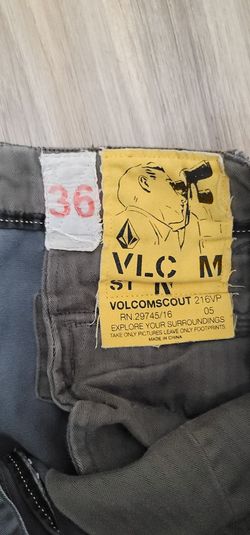 36
VLC M
ST N
VOLCOMSCOUT 216VP
RN:29745/16 05
EXPLORE YOUR SURROUNDINGS
TAKE ONLY PICTURES LEAVE ONLY FOOTPRINTS
MADE IN CHINA